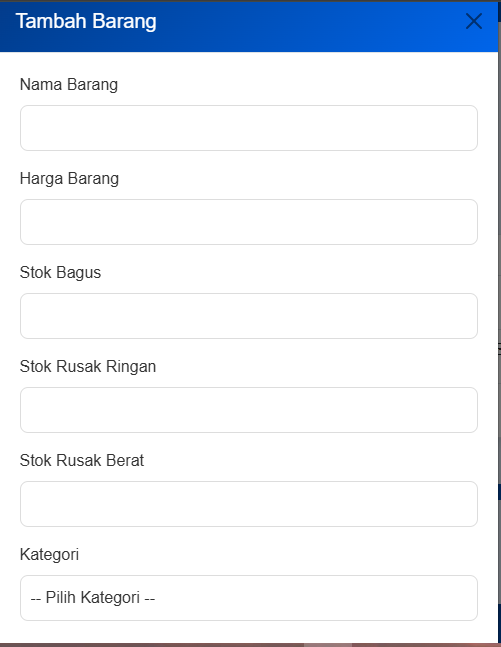 Tambah Barang
Nama Barang
Harga Barang
Stok Bagus
Stok Rusak Ringan
Stok Rusak Berat
Kategori
-- Pilih Kategori --